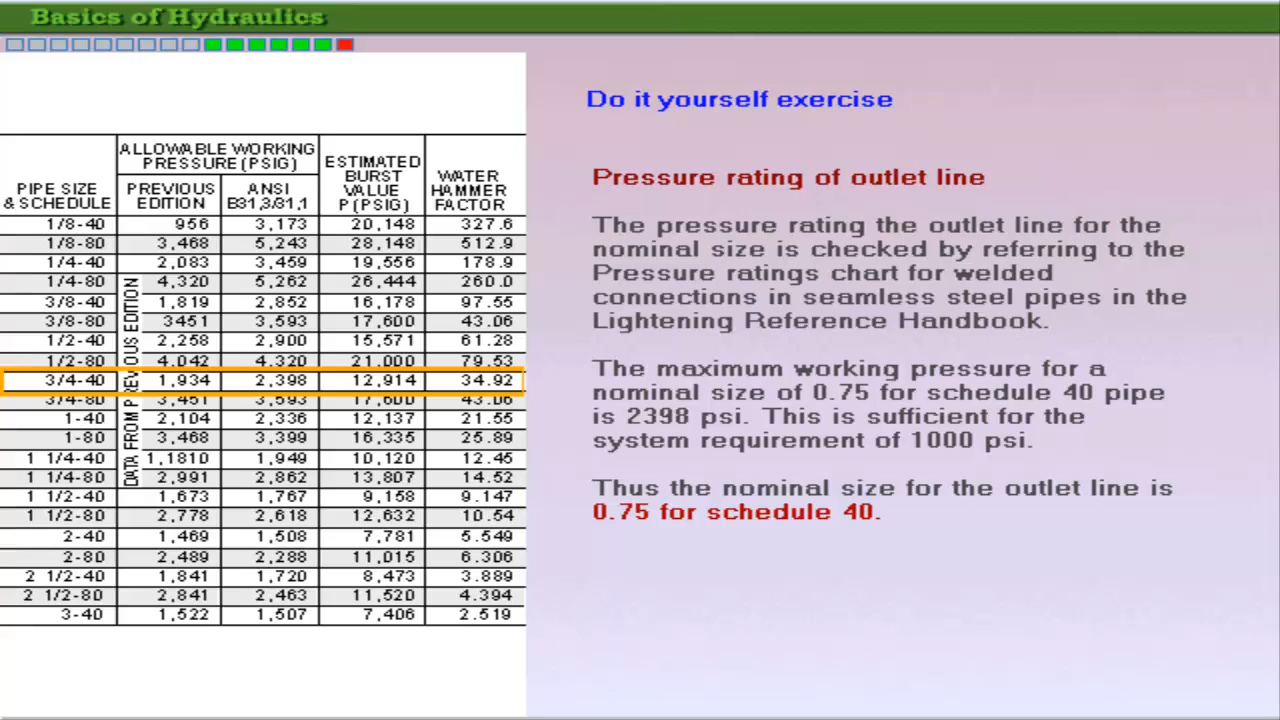 Basics of Hydraulics
ALLOWABLE WORKING PRESSURE (PSIG)
PIPE SIZE & SCHEDULE PREVIOUS EDITION ANSI B31,3/31,1 ESTIMATED BURST VALUE P(PSIG) WATER HAMMER FACTOR
DATA FROM PREVIOUS EDITION
1/8-40 956 3,173 20,148 327.6
1/8-80 3,468 5,243 28,148 512.9
1/4-40 2,083 3,459 19,556 178.9
1/4-80 4,320 5,262 26,444 260.0
3/8-40 1,819 2,852 16,178 97.55
3/8-80 3451 3,593 17,600 43.06
1/2-40 2,258 2,900 15,571 61.28
1/2-80 4.042 4.320 21.000 79.53
3/4-40 1,934 2,398 12,914 34.92
3/4-80 3,451 3,593 17,600 43.06
1-40 2,104 2,336 12,137 21.55
1-80 3,468 3,399 16,335 25.89
1 1/4-40 1,1810 1,949 10,120 12.45
1 1/4-80 2,991 2,862 13,807 14.52
1 1/2-40 1,673 1,767 9,158 9.147
1 1/2-80 2,778 2,618 12,632 10.54
2-40 1,469 1,508 7,781 5.549
2-80 2,489 2,288 11,015 6.306
2 1/2-40 1,841 1,720 8,473 3.889
2 1/2-80 2,841 2,463 11,520 4.394
3-40 1,522 1,507 7,406 2.519
Do it yourself exercise
Pressure rating of outlet line
The pressure rating the outlet line for the
nominal size is checked by referring to the
Pressure ratings chart for welded
connections in seamless steel pipes in the
Lightening Reference Handbook.
The maximum working pressure for a
nominal size of 0.75 for schedule 40 pipe
is 2398 psi. This is sufficient for the
system requirement of 1000 psi.
Thus the nominal size for the outlet line is
0.75 for schedule 40.